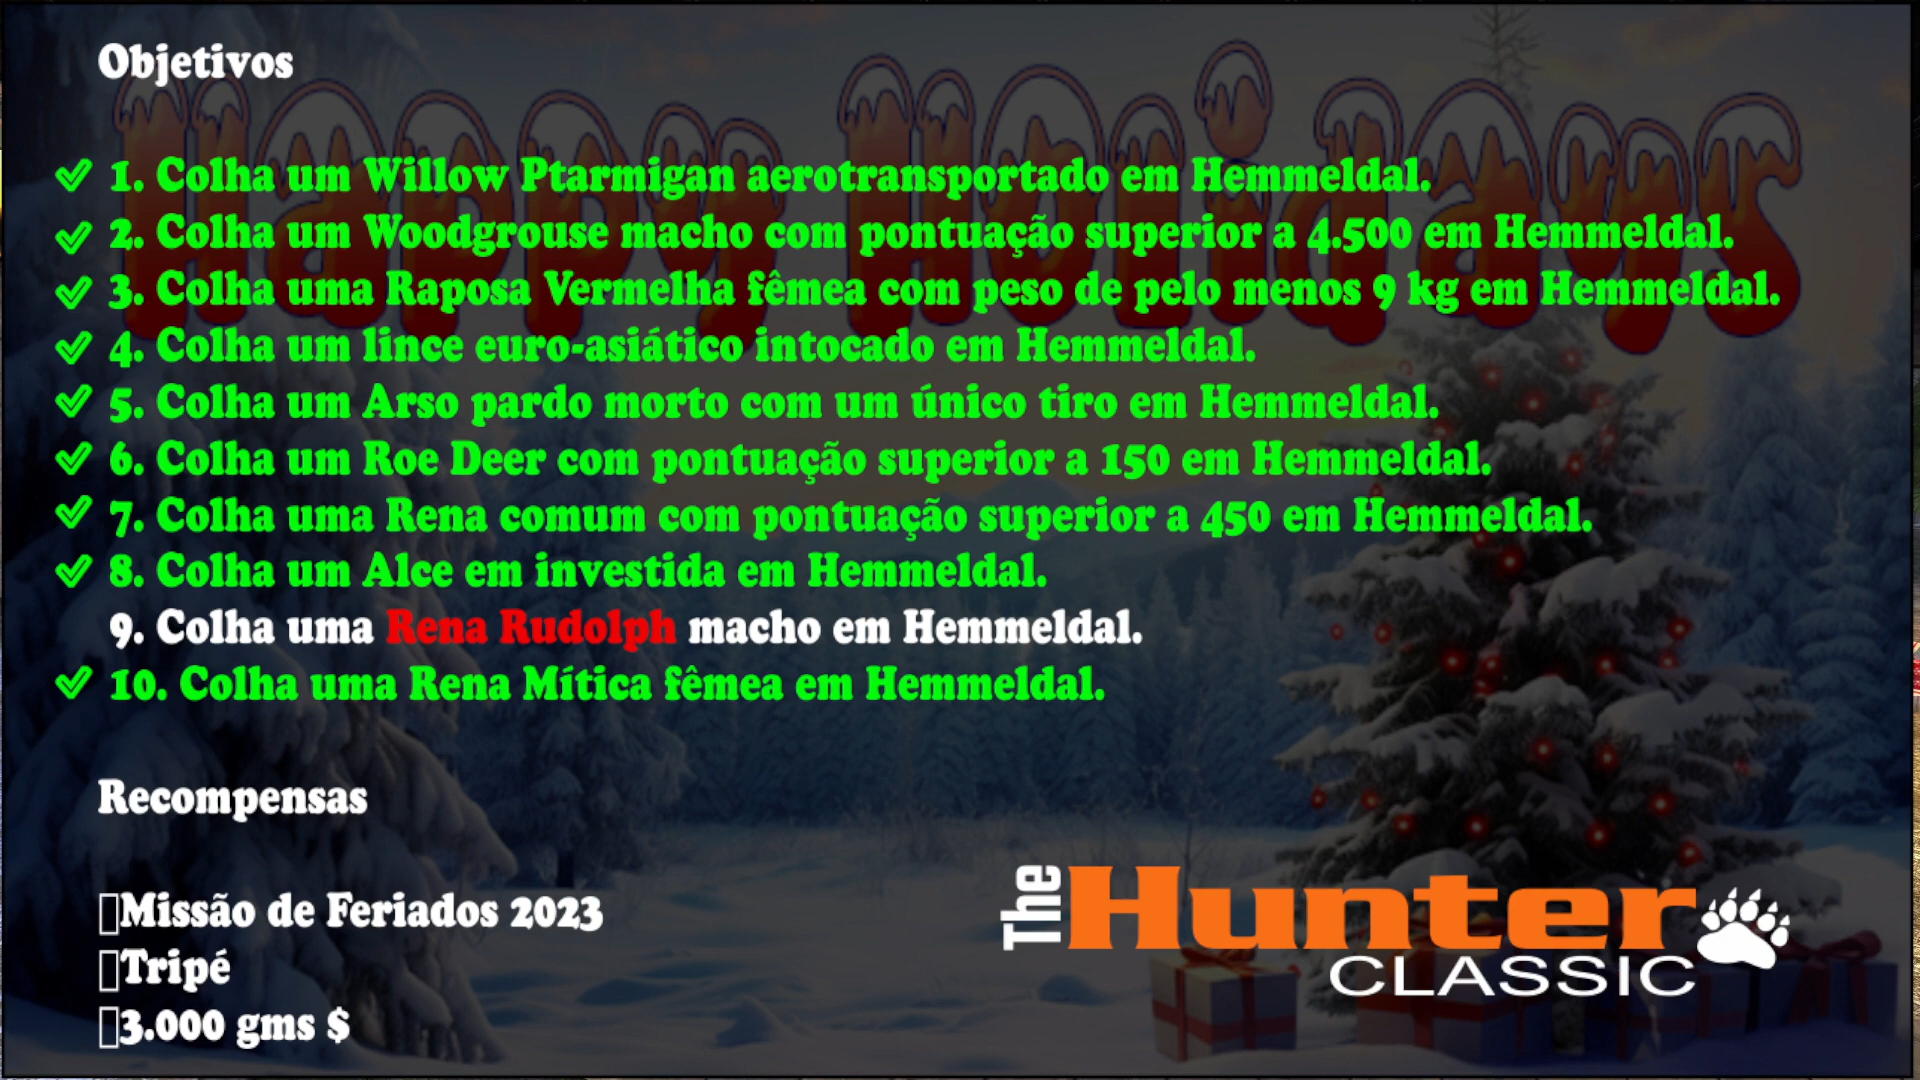 Happy Holidays
Objetivos
1. Colha um Willow Ptarmigan aerotransportado em Hemmeldal.
2. Colha um Woodgrouse macho com pontuação superior a 4.500 em Hemmeldal.
3. Colha uma Raposa Vermelha fêmea com peso de pelo menos 9 kg em Hemmeldal.
4. Colha um lince euro-asiático intocado em Hemmeldal.
5. Colha um Arso pardo morto com um único tiro em Hemmeldal.
6. Colha um Roe Deer com pontuação superior a 150 em Hemmeldal.
7. Colha uma Rena comum com pontuação superior a 450 em Hemmeldal.
8. Colha um Alce em investida em Hemmeldal.
9. Colha uma Rena Rudolph macho em Hemmeldal.
10. Colha uma Rena Mítica fêmea em Hemmeldal.
Recompensas
Missão de Feriados 2023
Tripé
3.000 gms $
The Hunter
CLASSIC